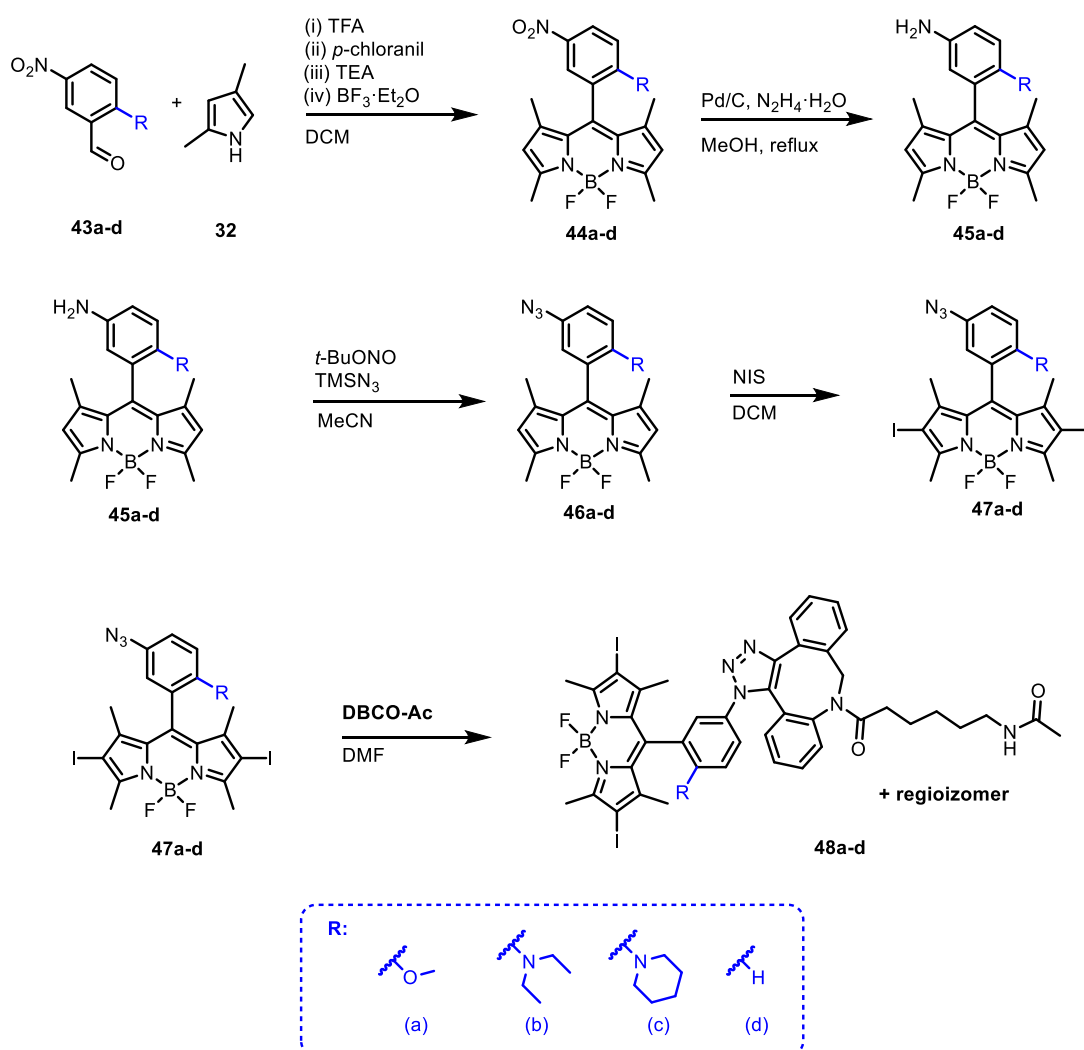 O₂N
R
O
+
N
H
43a-d
32
(i) TFA
(ii) p-chloranil
(iii) TEA
(iv) BF₃·Et₂O
DCM
O₂N
R
N
N
B
F
F
44a-d
Pd/C, N₂H₄·H₂O
MeOH, reflux
H₂N
R
N
N
B
F
F
45a-d
H₂N
R
N
N
B
F
F
45a-d
t-BuONO
TMSN₃
MeCN
N₃
R
N
N
B
F
F
46a-d
NIS
DCM
N₃
R
I
N
N
B
F
F
47a-d
N₃
R
I
I
N
N
B
F
F
47a-d
DBCO-Ac
DMF
I
N
N
N
N
F
F
B
N
N
R
I
O
N
H
O
+ regioizomer
48a-d
R:
O
N
N
H
(a)
(b)
(c)
(d)